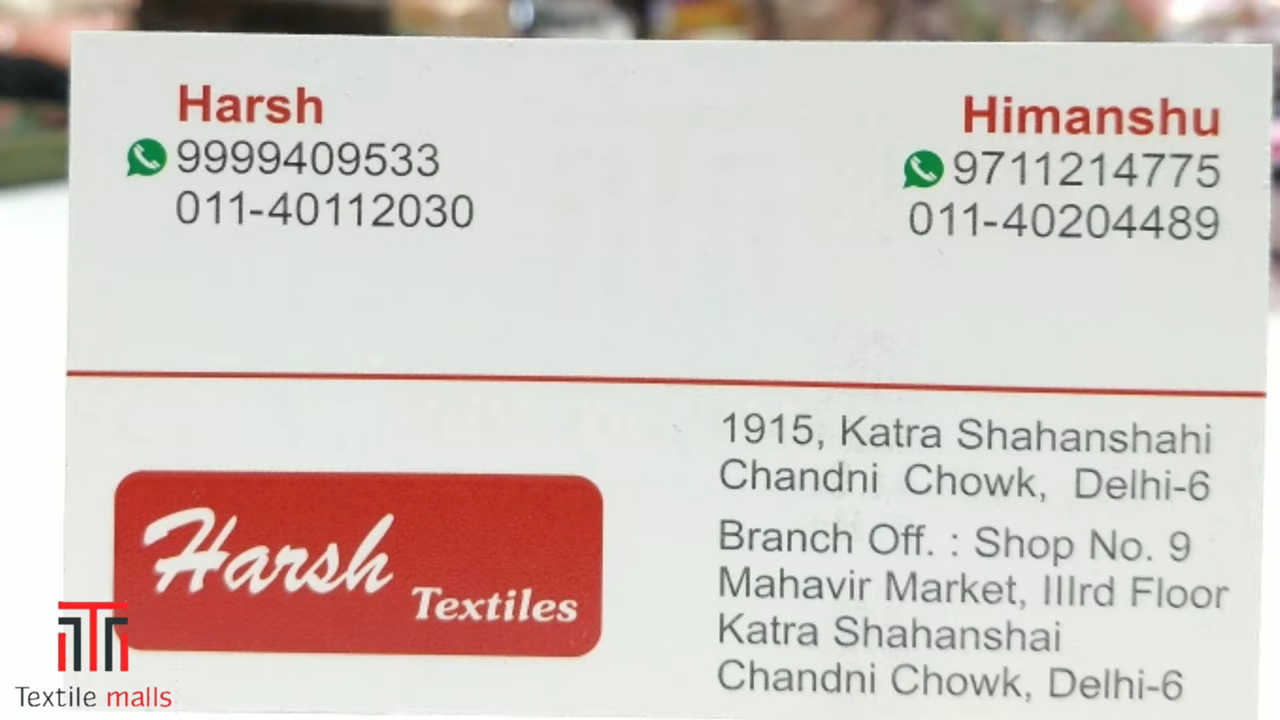 Harsh
9999409533
011-40112030
Himanshu
9711214775
011-40204489
Harsh
Textiles
1915, Katra Shahanshahi
Chandni Chowk, Delhi-6
Branch Off. : Shop No. 9
Mahavir Market, IIIrd Floor
Katra Shahanshai
Chandni Chowk, Delhi-6
Textile malls